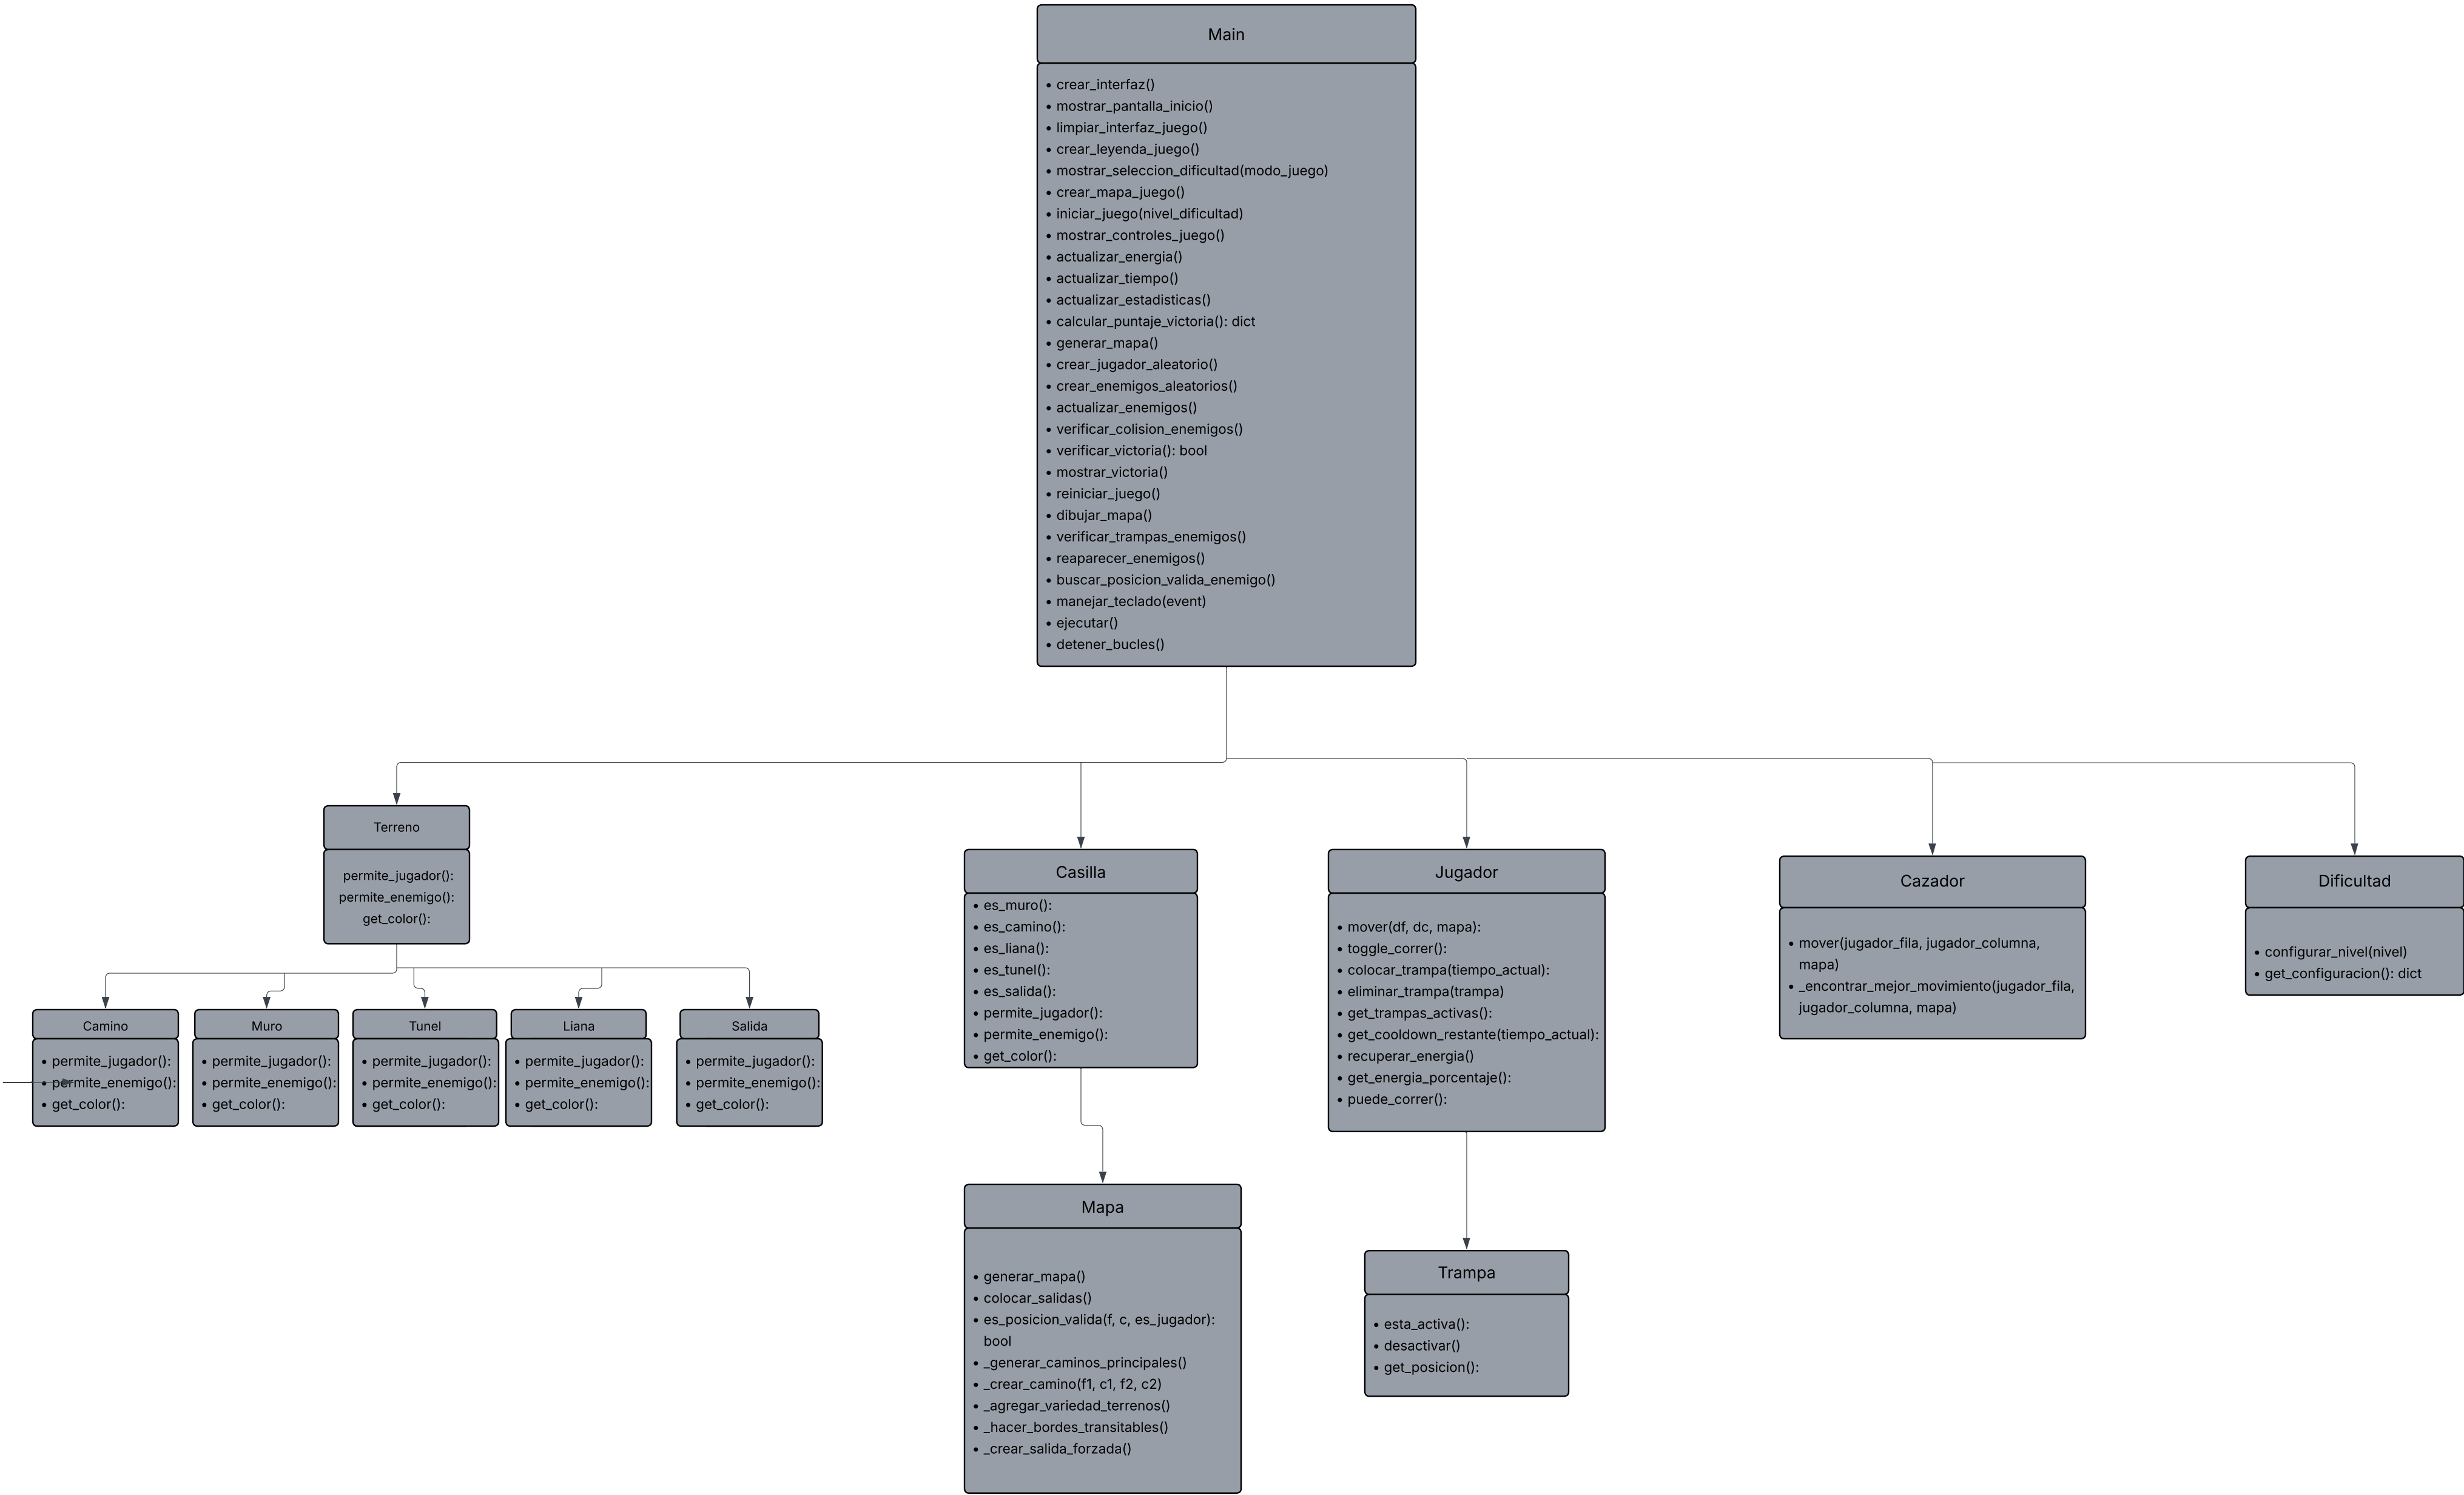 Main
• crear_interfaz()
• mostrar_pantalla_inicio()
• limpiar_interfaz_juego()
• crear_leyenda_juego()
• mostrar_seleccion_dificultad(modo_juego)
• crear_mapa_juego()
• iniciar_juego(nivel_dificultad)
• mostrar_controles_juego()
• actualizar_energia()
• actualizar_tiempo()
• actualizar_estadisticas()
• calcular_puntaje_victoria(): dict
• generar_mapa()
• crear_jugador_aleatorio()
• crear_enemigos_aleatorios()
• actualizar_enemigos()
• verificar_colision_enemigos()
• verificar_victoria(): bool
• mostrar_victoria()
• reiniciar_juego()
• dibujar_mapa()
• verificar_trampas_enemigos()
• reaparecer_enemigos()
• buscar_posicion_valida_enemigo()
• manejar_teclado(event)
• ejecutar()
• detener_bucles()
Terreno
permite_jugador():
permite_enemigo():
get_color():
Camino
• permite_jugador():
• permite_enemigo():
• get_color():
Muro
• permite_jugador():
• permite_enemigo():
• get_color():
Tunel
• permite_jugador():
• permite_enemigo():
• get_color():
Liana
• permite_jugador():
• permite_enemigo():
• get_color():
Salida
• permite_jugador():
• permite_enemigo():
• get_color():
Casilla
• es_muro():
• es_camino():
• es_liana():
• es_tunel():
• es_salida():
• permite_jugador():
• permite_enemigo():
• get_color():
Mapa
• generar_mapa()
• colocar_salidas()
• es_posicion_valida(f, c, es_jugador):
bool
• _generar_caminos_principales()
• _crear_camino(f1, c1, f2, c2)
• _agregar_variedad_terrenos()
• _hacer_bordes_transitables()
• _crear_salida_forzada()
Jugador
• mover(df, dc, mapa):
• toggle_correr():
• colocar_trampa(tiempo_actual):
• eliminar_trampa(trampa)
• get_trampas_activas():
• get_cooldown_restante(tiempo_actual):
• recuperar_energia()
• get_energia_porcentaje():
• puede_correr():
Trampa
• esta_activa():
• desactivar()
• get_posicion():
Cazador
• mover(jugador_fila, jugador_columna,
mapa)
• _encontrar_mejor_movimiento(jugador_fila,
jugador_columna, mapa)
Dificultad
• configurar_nivel(nivel)
• get_configuracion(): dict